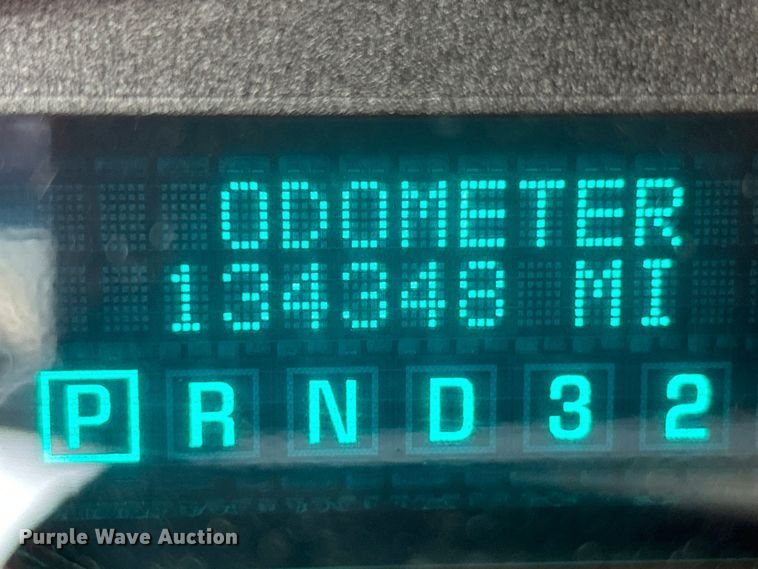 ODOMETER
134348 MI
P R N D 3 2
Purple Wave Auction